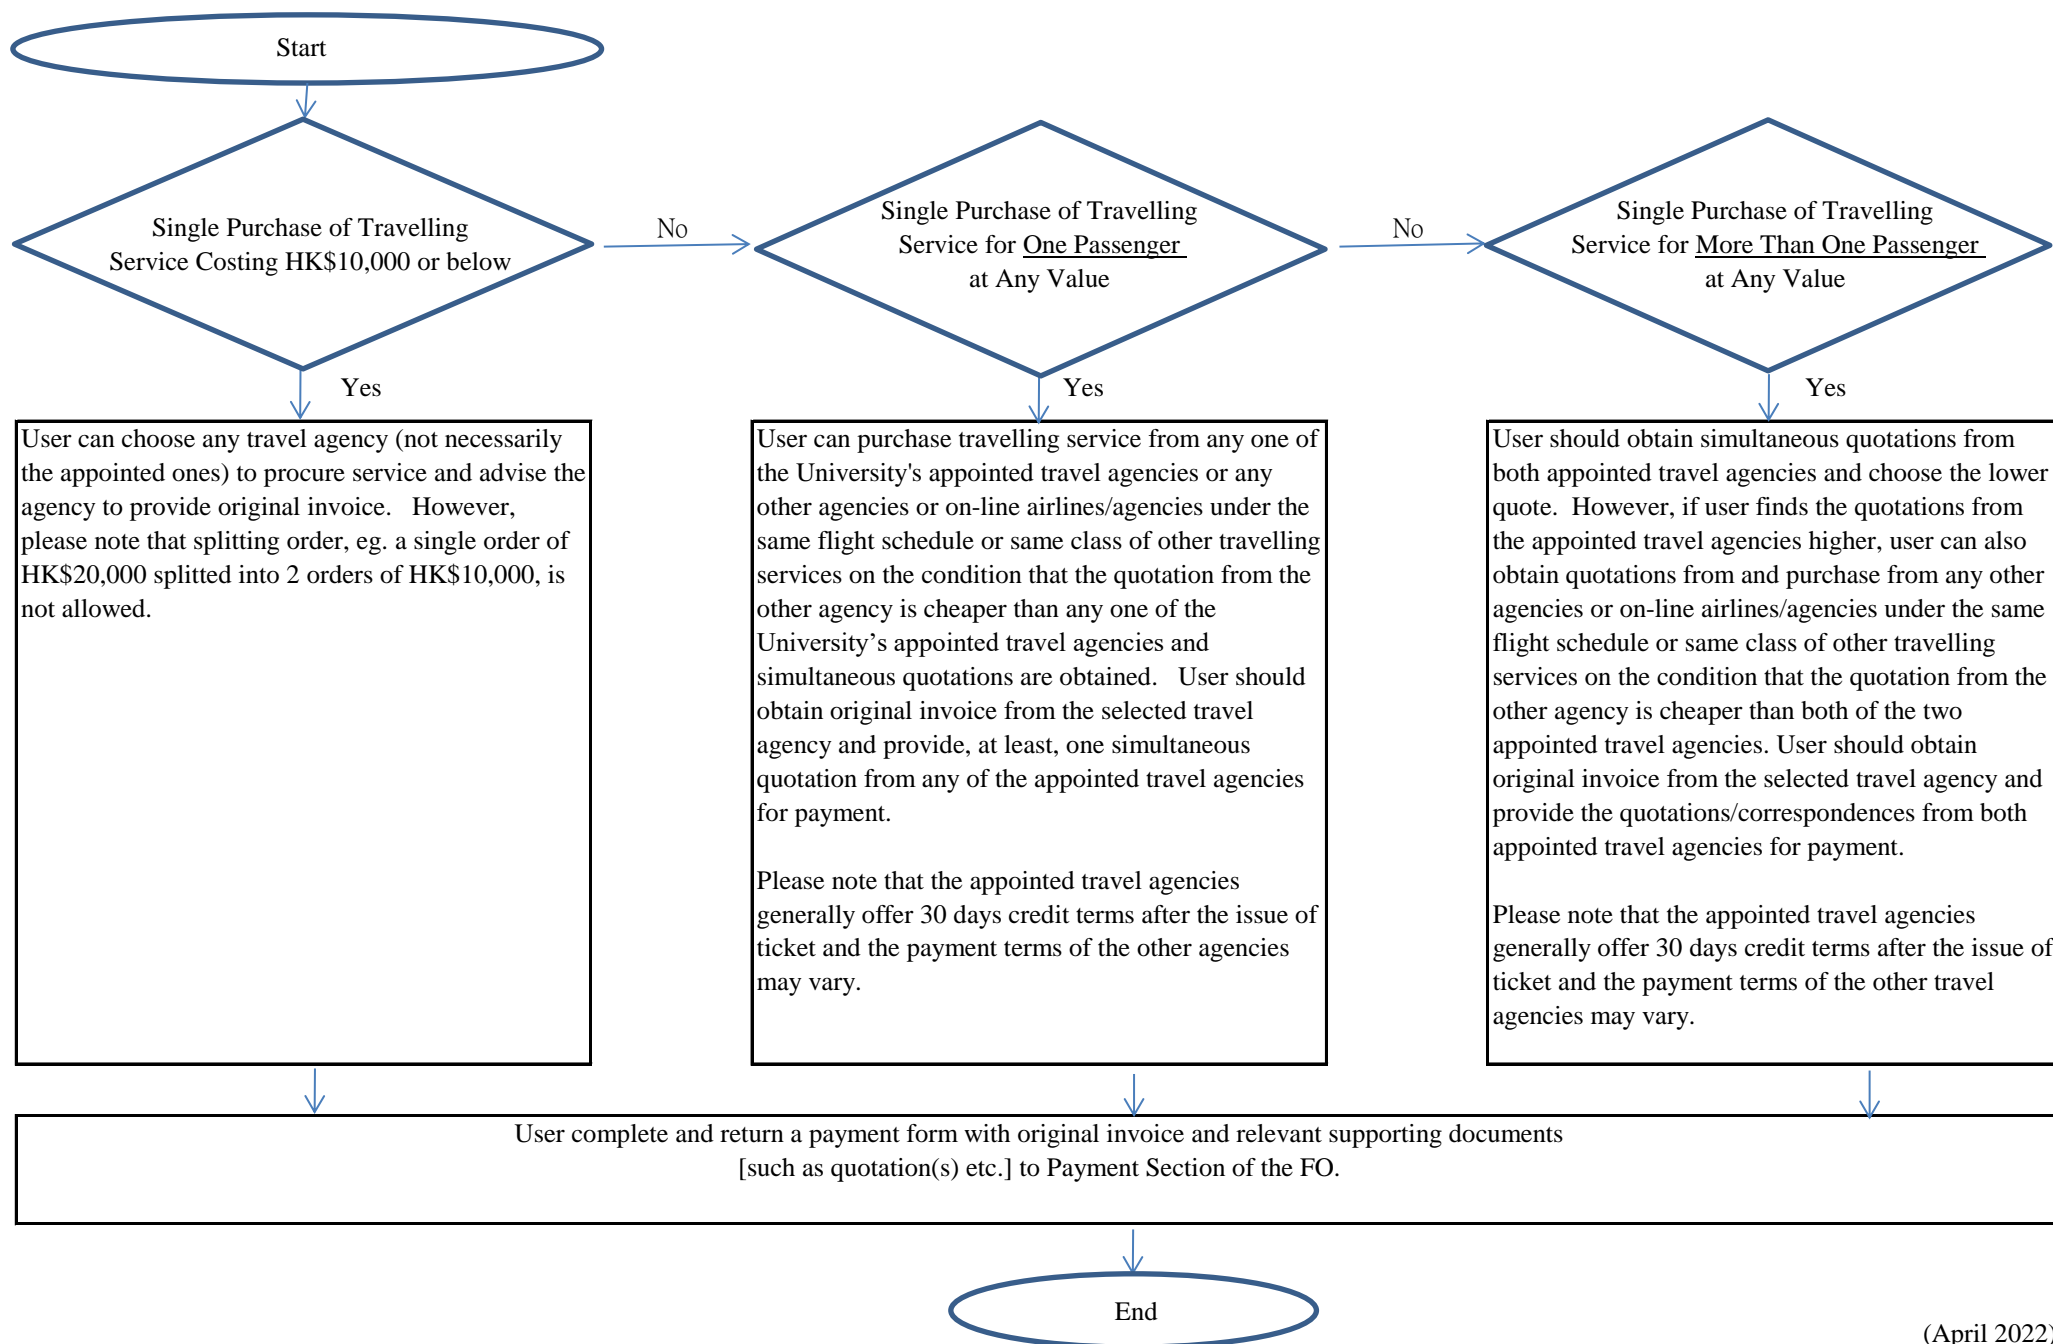 Start
Single Purchase of Travelling
Service Costing HK$10,000 or below
No
Single Purchase of Travelling
Service for One Passenger
at Any Value
No
Single Purchase of Travelling
Service for More Than One Passenger
at Any Value
Yes
Yes
Yes
User can choose any travel agency (not necessarily
the appointed ones) to procure service and advise the
agency to provide original invoice.   However,
please note that splitting order, eg. a single order of
HK$20,000 splitted into 2 orders of HK$10,000, is
not allowed.
User can purchase travelling service from any one of
the University's appointed travel agencies or any
other agencies or on-line airlines/agencies under the
same flight schedule or same class of other travelling
services on the condition that the quotation from the
other agency is cheaper than any one of the
University’s appointed travel agencies and
simultaneous quotations are obtained.   User should
obtain original invoice from the selected travel
agency and provide, at least, one simultaneous
quotation from any of the appointed travel agencies
for payment.
Please note that the appointed travel agencies
generally offer 30 days credit terms after the issue of
ticket and the payment terms of the other agencies
may vary.
User should obtain simultaneous quotations from
both appointed travel agencies and choose the lower
quote.  However, if user finds the quotations from
the appointed travel agencies higher, user can also
obtain quotations from and purchase from any other
agencies or on-line airlines/agencies under the same
flight schedule or same class of other travelling
services on the condition that the quotation from the
other agency is cheaper than both of the two
appointed travel agencies. User should obtain
original invoice from the selected travel agency and
provide the quotations/correspondences from both
appointed travel agencies for payment.
Please note that the appointed travel agencies
generally offer 30 days credit terms after the issue of
ticket and the payment terms of the other travel
agencies may vary.
User complete and return a payment form with original invoice and relevant supporting documents
[such as quotation(s) etc.] to Payment Section of the FO.
End
(April 2022)